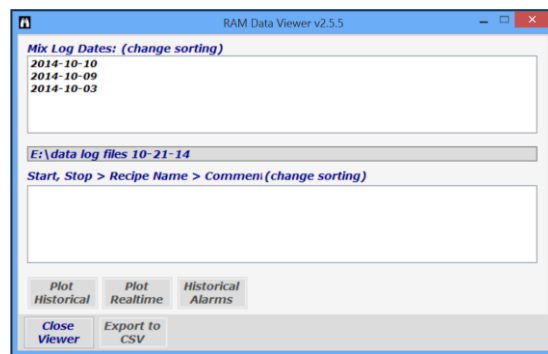 RAM Data Viewer v2.5.5
Mix Log Dates: (change sorting)
2014-10-10
2014-10-09
2014-10-03
E:\data log files 10-21-14
Start, Stop > Recipe Name > Comment (change sorting)
Plot Historical
Plot Realtime
Historical Alarms
Close Viewer
Export to CSV